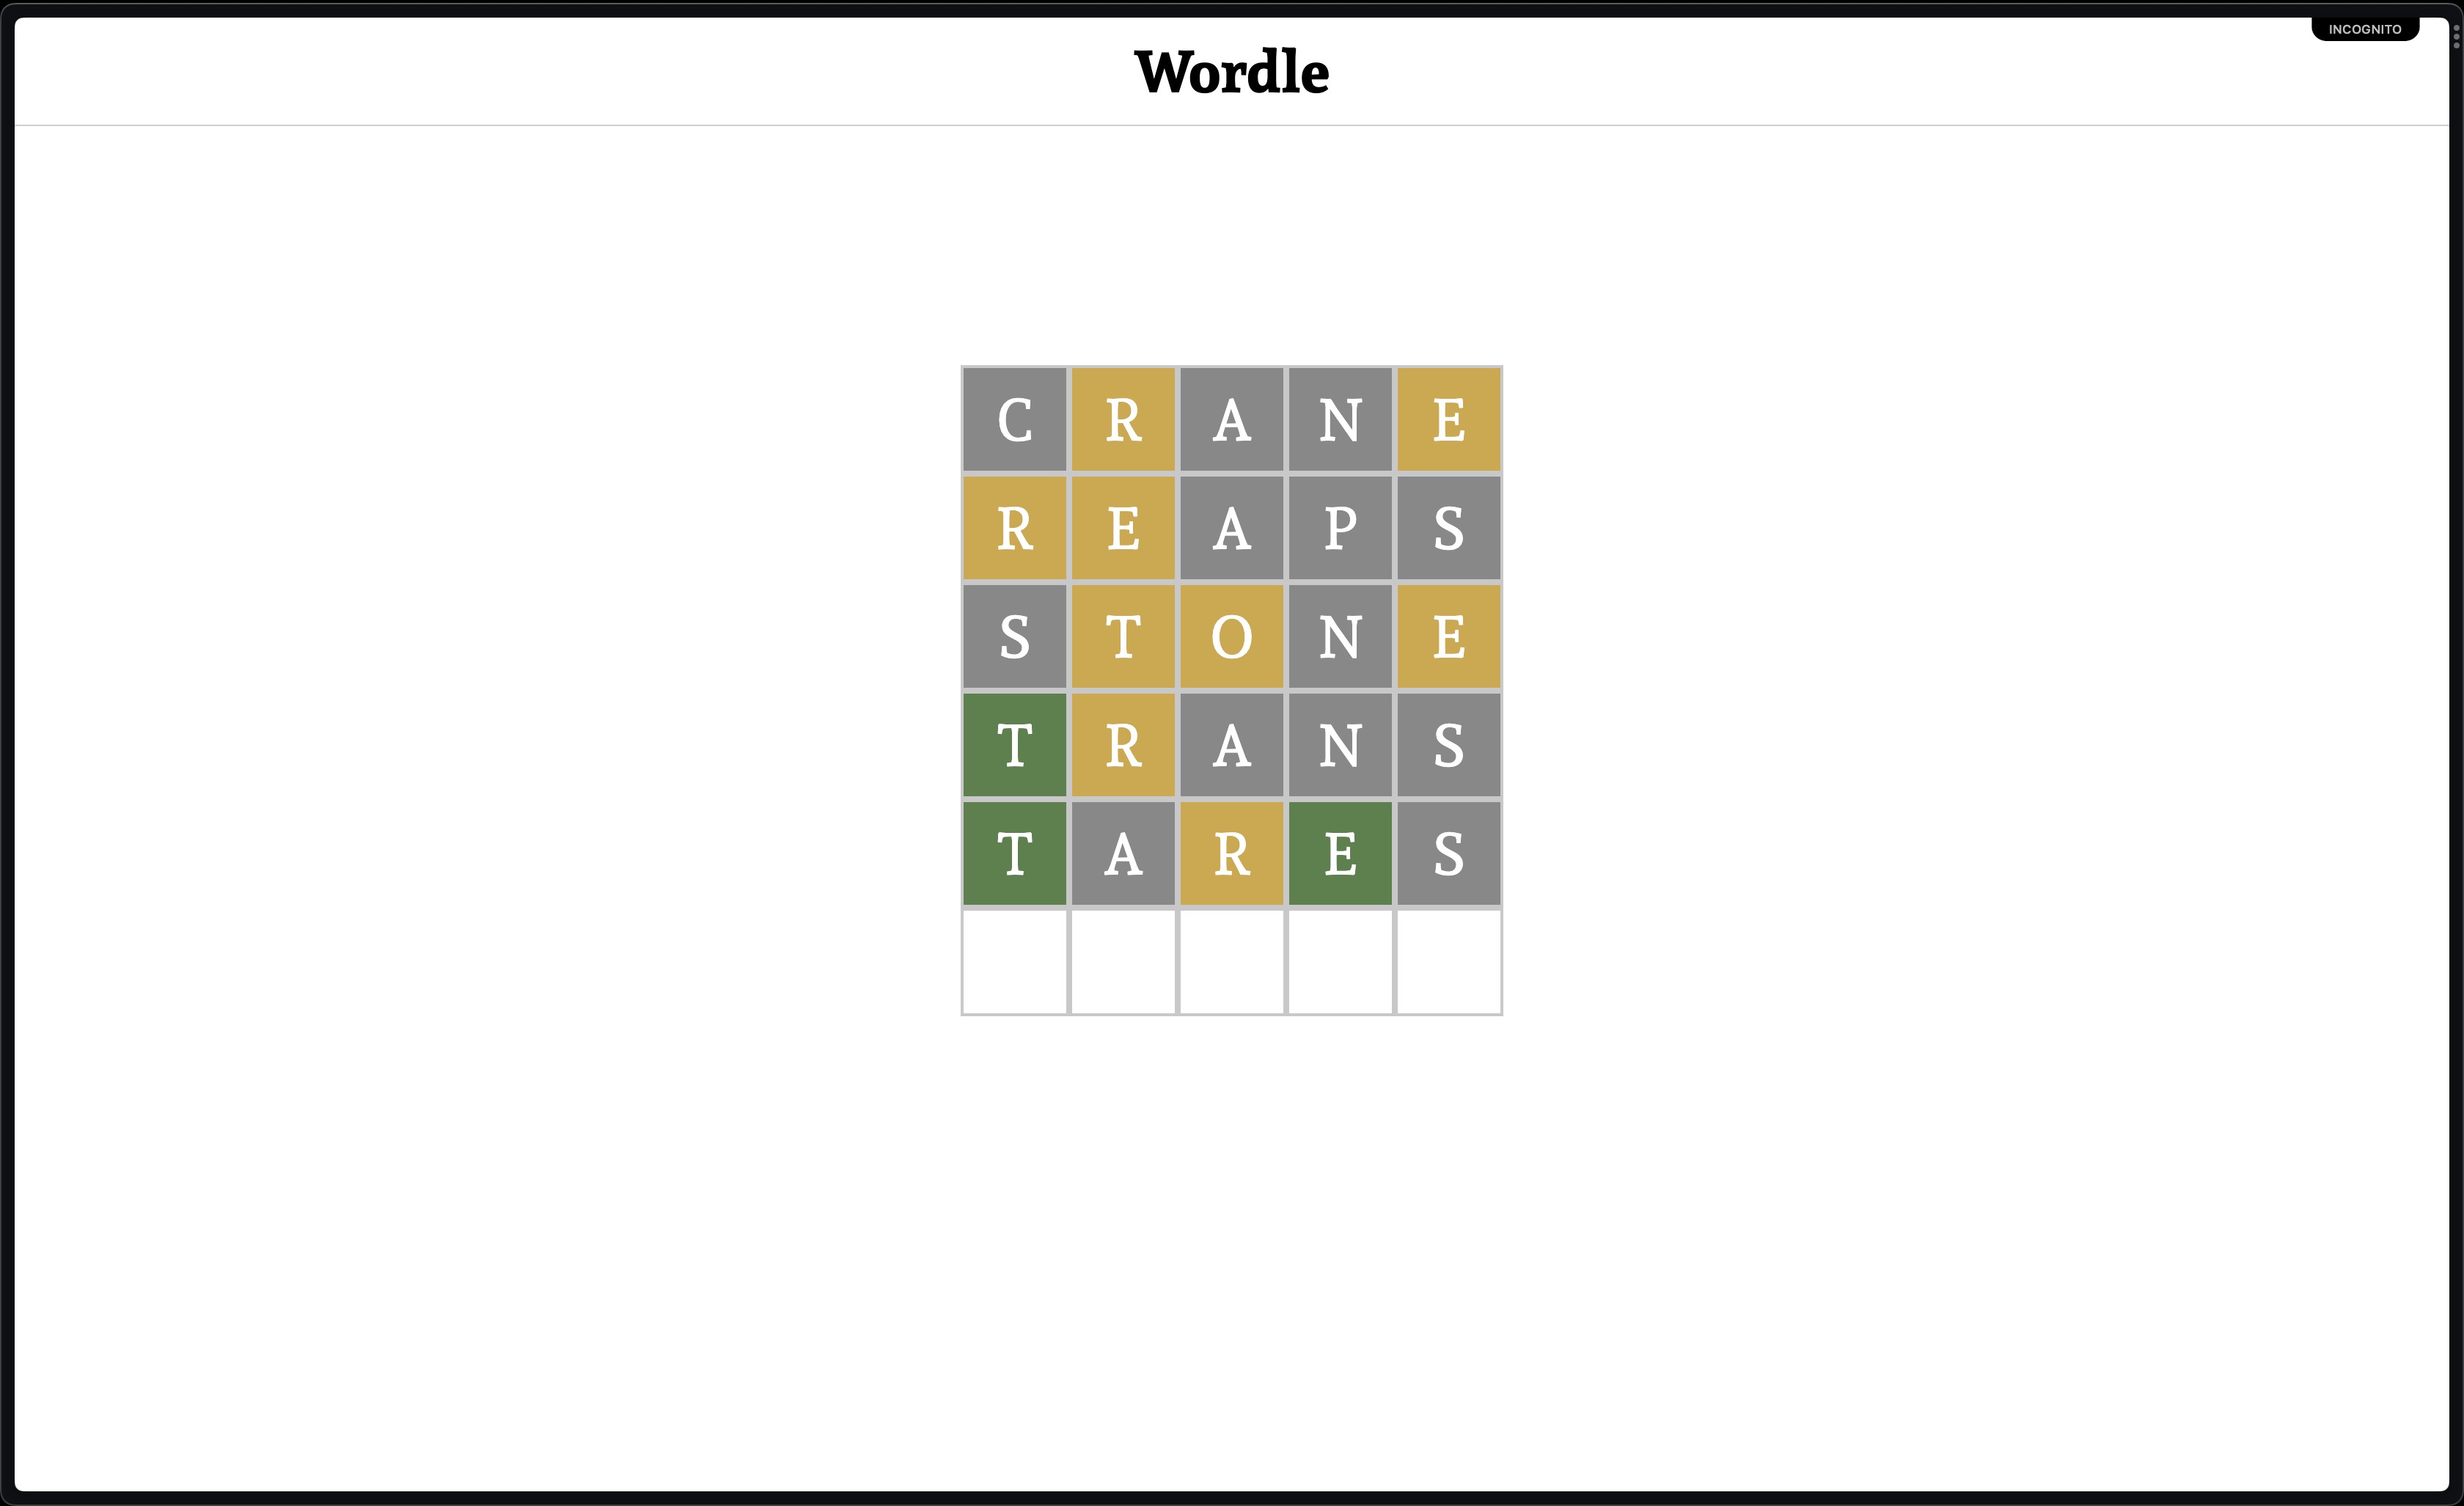 INCOGNITO
Wordle
C R A N E
R E A P S
S T O N E
T R A N S
T A R E S